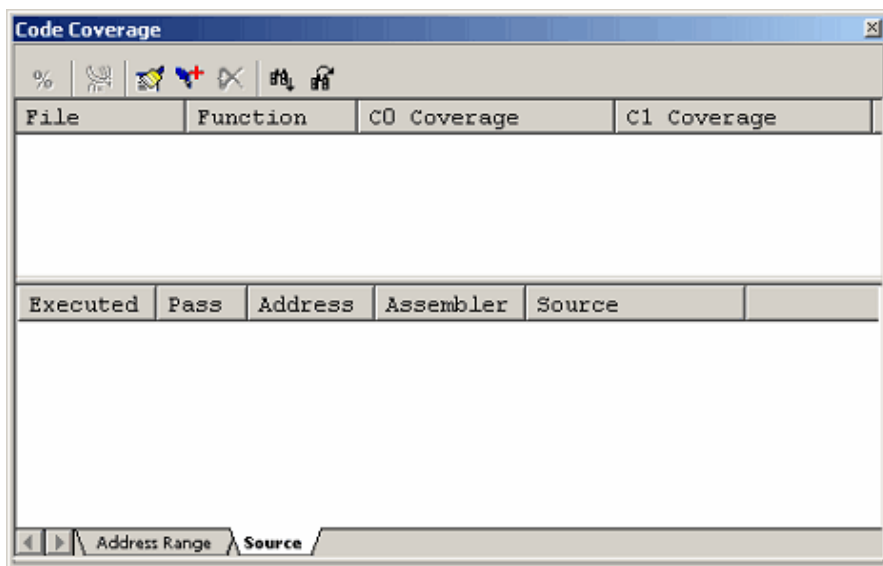 Code Coverage
%
File Function C0 Coverage C1 Coverage
Executed Pass Address Assembler Source
Address Range Source